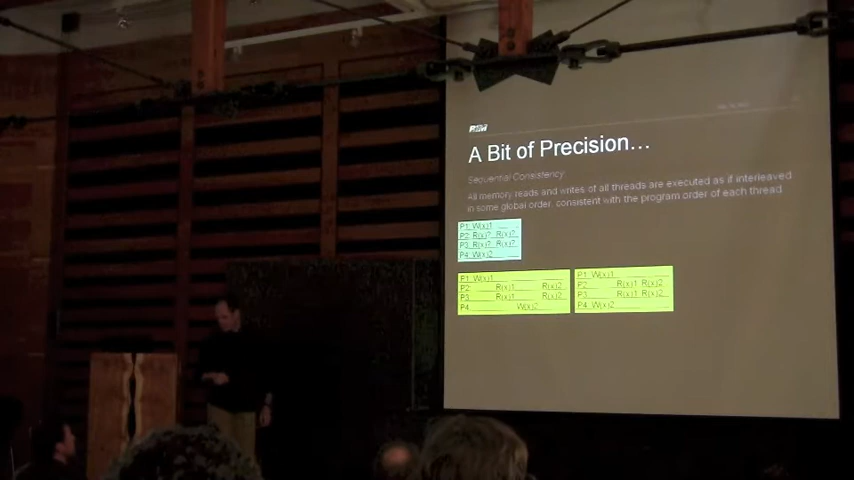 A Bit of Precision...
Sequential Consistency:
All memory reads and writes of all threads are executed as if interleaved
in some global order, consistent with the program order of each thread
P1: W(x)1
P2: R(x)? R(x)?
P3: R(x)? R(x)?
P4: W(x)2
P1: W(x)1
P2: R(x)1 R(x)2
P3: R(x)1 R(x)2
P4: W(x)2
P1: W(x)1
P2: R(x)1 R(x)2
P3: R(x)1 R(x)2
P4: W(x)2